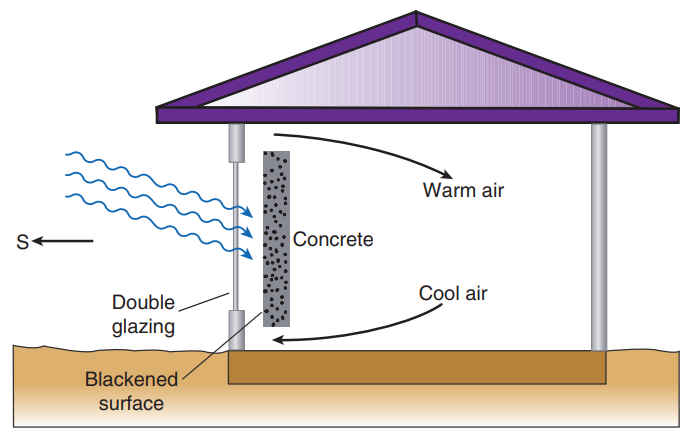 Warm air
S
Concrete
Cool air
Double
glazing
Blackened
surface